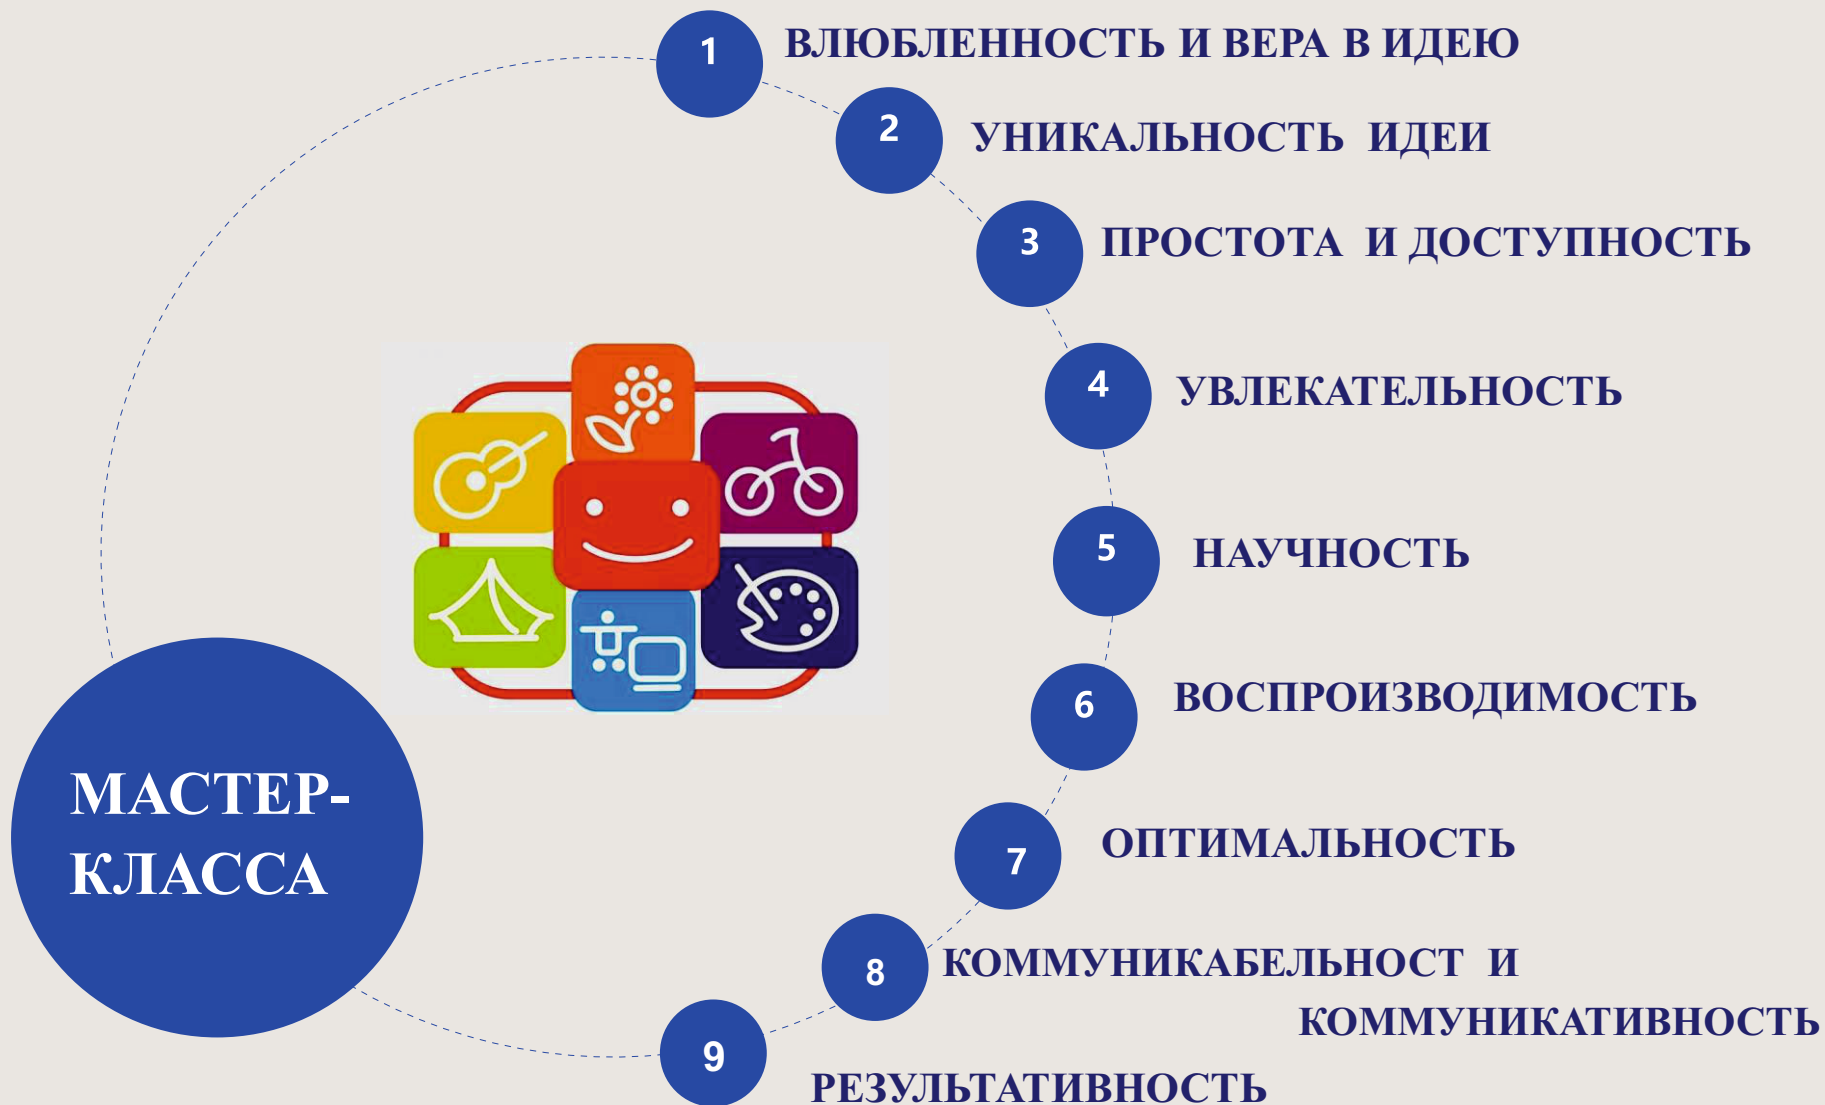 1 ВЛЮБЛЕННОСТЬ И ВЕРА В ИДЕЮ
2 УНИКАЛЬНОСТЬ ИДЕИ
3 ПРОСТОТА И ДОСТУПНОСТЬ
4 УВЛЕКАТЕЛЬНОСТЬ
5 НАУЧНОСТЬ
6 ВОСПРОИЗВОДИМОСТЬ
МАСТЕР-
КЛАССА
7 ОПТИМАЛЬНОСТЬ
8 КОММУНИКАБЕЛЬНОСТ И
КОММУНИКАТИВНОСТЬ
9 РЕЗУЛЬТАТИВНОСТЬ